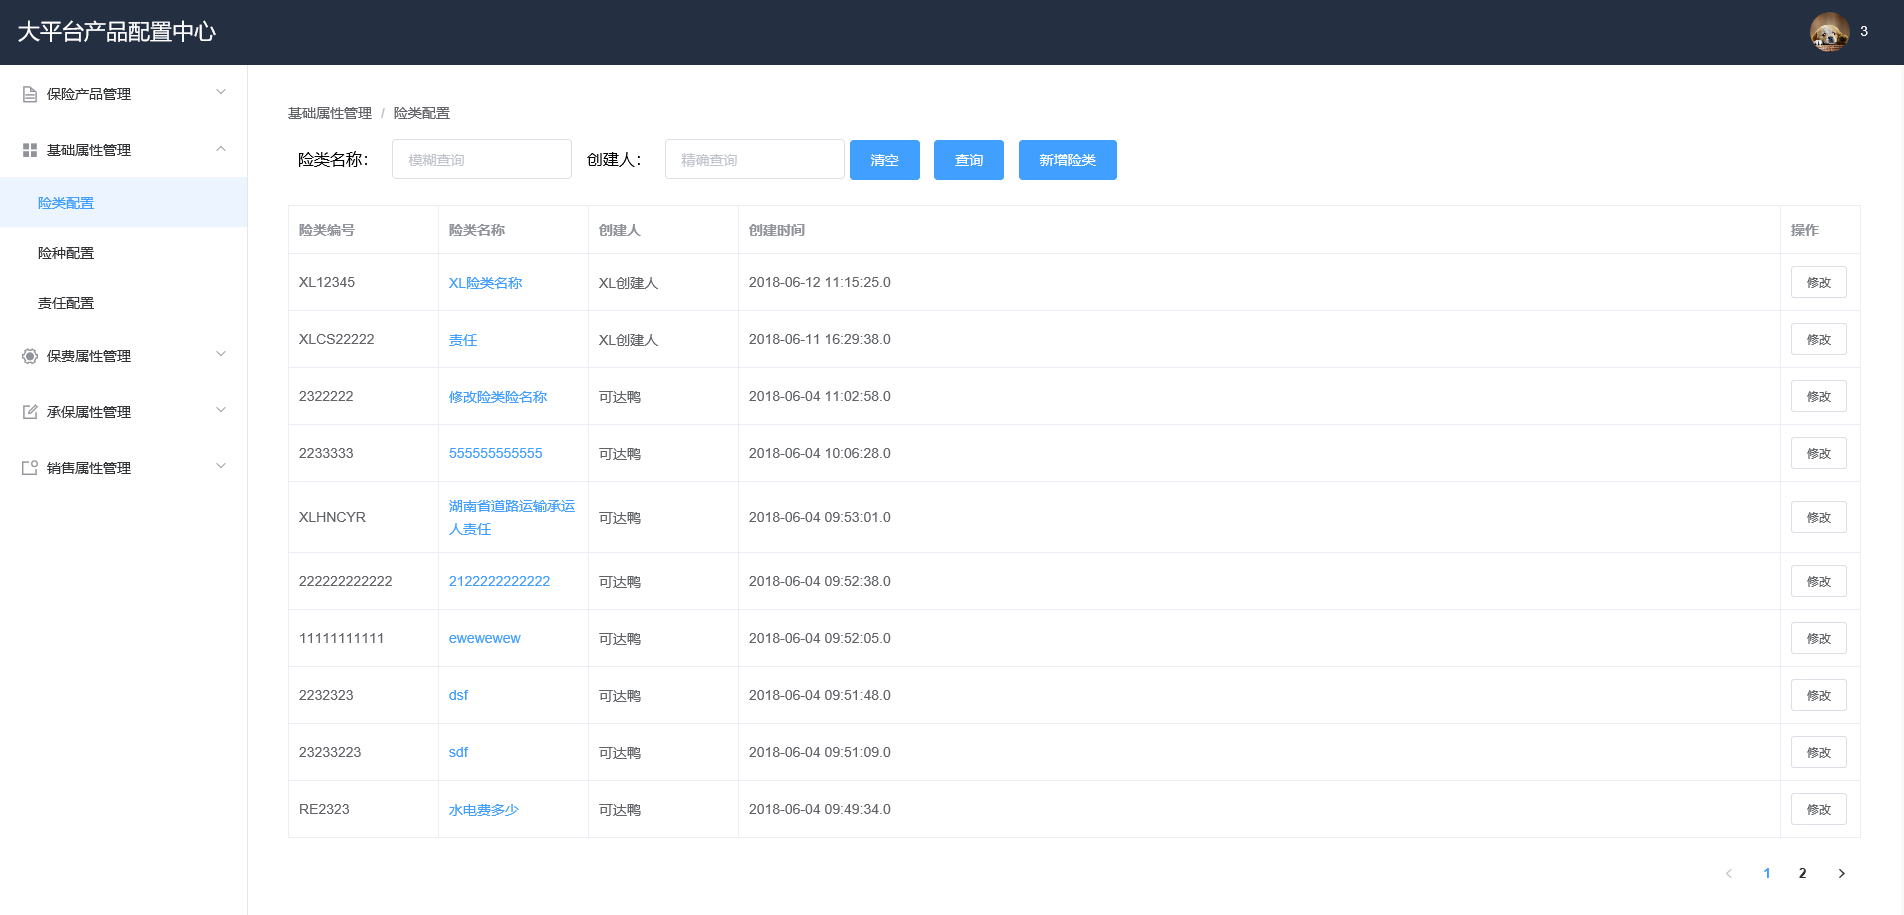 大平台产品配置中心
3
保险产品管理
基础属性管理
险类配置
险种配置
责任配置
保费属性管理
承保属性管理
销售属性管理
基础属性管理 / 险类配置
险类名称： 模糊查询 创建人： 精确查询 清空 查询 新增险类
险类编号 险类名称 创建人 创建时间 操作
XL12345 XL险类名称 XL创建人 2018-06-12 11:15:25.0 修改
XLCS22222 责任 XL创建人 2018-06-11 16:29:38.0 修改
2322222 修改险类险名称 可达鸭 2018-06-04 11:02:58.0 修改
2233333 555555555555 可达鸭 2018-06-04 10:06:28.0 修改
XLHNCYR 湖南省道路运输承运 可达鸭 2018-06-04 09:53:01.0 修改
人责任
222222222222 2122222222222 可达鸭 2018-06-04 09:52:38.0 修改
11111111111 ewewewew 可达鸭 2018-06-04 09:52:05.0 修改
2232323 dsf 可达鸭 2018-06-04 09:51:48.0 修改
23233223 sdf 可达鸭 2018-06-04 09:51:09.0 修改
RE2323 水电费多少 可达鸭 2018-06-04 09:49:34.0 修改
1 2